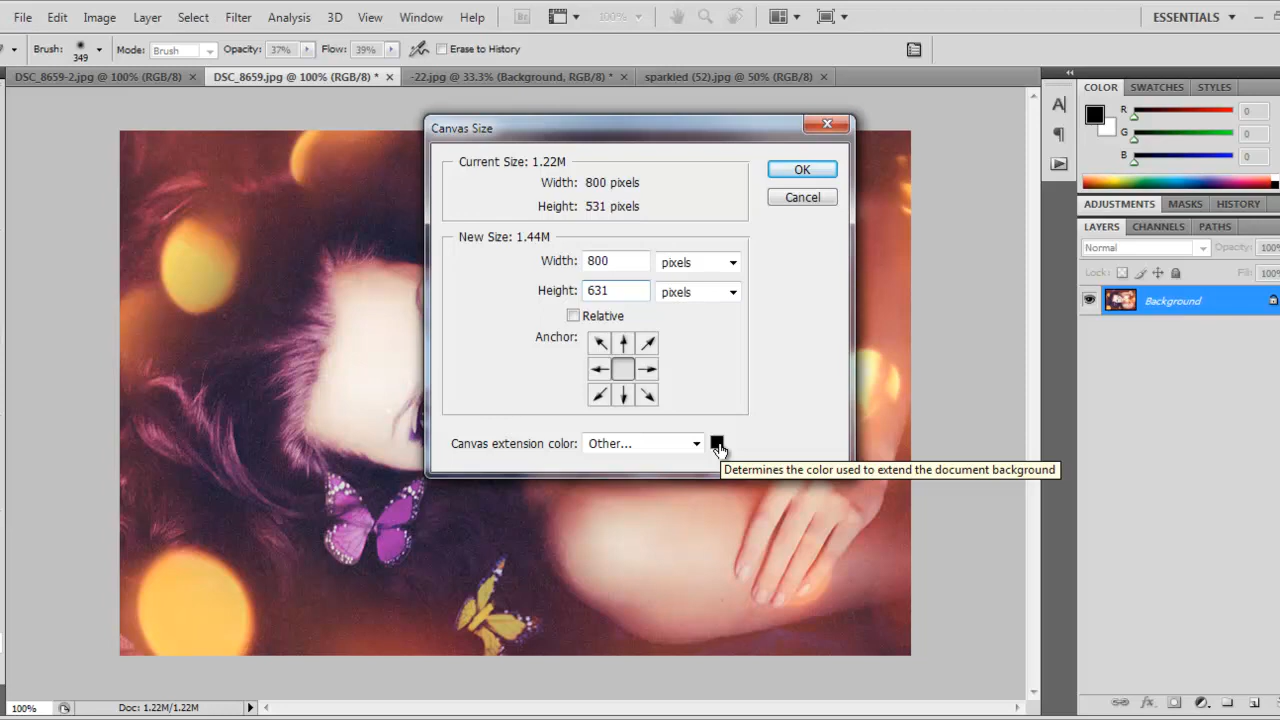 File Edit Image Layer Select Filter Analysis 3D View Window Help Br 100% ESSENTIALS
Brush: 349 Mode: Brush Opacity: 37% Flow: 39% Erase to History
DSC_8659-2.jpg @ 100% (RGB/8) × DSC_8659.jpg @ 100% (RGB/8) * × -22.jpg @ 33.3% (Background, RGB/8) * × sparkled (52).jpg @ 50% (RGB/8) ×
Canvas Size
Current Size: 1.22M
Width: 800 pixels
Height: 531 pixels
OK
Cancel
New Size: 1.44M
Width: 800 pixels
Height: 631 pixels
Relative
Anchor:
Canvas extension color: Other...
Determines the color used to extend the document background
COLOR SWATCHES STYLES
R 0
G 0
B 0
ADJUSTMENTS MASKS HISTORY
LAYERS CHANNELS PATHS
Normal Opacity: 100%
Lock: Fill: 100%
Background
100% Doc: 1.22M/1.22M